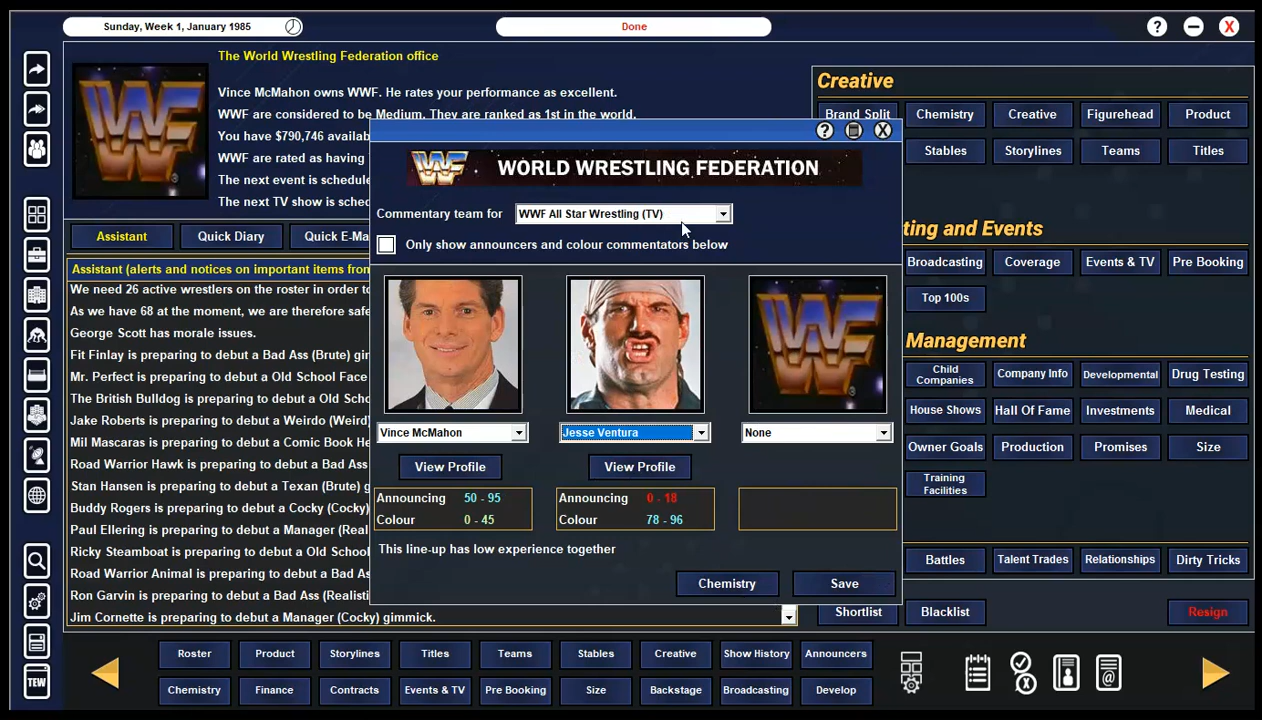 Sunday, Week 1, January 1985
Done
?
X
The World Wrestling Federation office
Vince McMahon owns WWF. He rates your performance as excellent.
WWF are considered to be Medium. They are ranked as 1st in the world.
You have $790,746 availab
WWF are rated as having
The next event is schedule
The next TV show is sched
Assistant
Quick Diary
Quick E-Ma
Assistant (alerts and notices on important items from
We need 26 active wrestlers on the roster in order to
As we have 68 at the moment, we are therefore safe
George Scott has morale issues.
Fit Finlay is preparing to debut a Bad Ass (Brute) gim
Mr. Perfect is preparing to debut a Old School Face
The British Bulldog is preparing to debut a Old Scho
Jake Roberts is preparing to debut a Weirdo (Weird)
Mil Mascaras is preparing to debut a Comic Book He
Road Warrior Hawk is preparing to debut a Bad As
Stan Hansen is preparing to debut a Texan (Brute) g
Buddy Rogers is preparing to debut a Cocky (Cocky)
Paul Ellering is preparing to debut a Manager (Real
Ricky Steamboat is preparing to debut a Old School
Road Warrior Animal is preparing to debut a Bad As
Ron Garvin is preparing to debut a Bad Ass (Realisti
Jim Cornette is preparing to debut a Manager (Cocky) gimmick.
? X
WORLD WRESTLING FEDERATION
Commentary team for
WWF All Star Wrestling (TV)
Only show announcers and colour commentators below
Vince McMahon
Jesse Ventura
None
View Profile
View Profile
Announcing 50 - 95
Colour 0 - 45
Announcing 0 - 18
Colour 78 - 96
This line-up has low experience together
Chemistry
Save
Creative
Brand Split
Chemistry
Creative
Figurehead
Product
Stables
Storylines
Teams
Titles
ting and Events
Broadcasting
Coverage
Events & TV
Pre Booking
Top 100s
Management
Child Companies
Company Info
Developmental
Drug Testing
House Shows
Hall Of Fame
Investments
Medical
Owner Goals
Production
Promises
Size
Training Facilities
Battles
Talent Trades
Relationships
Dirty Tricks
Shortlist
Blacklist
Resign
Roster
Product
Storylines
Titles
Teams
Stables
Creative
Show History
Announcers
Chemistry
Finance
Contracts
Events & TV
Pre Booking
Size
Backstage
Broadcasting
Develop
TEW